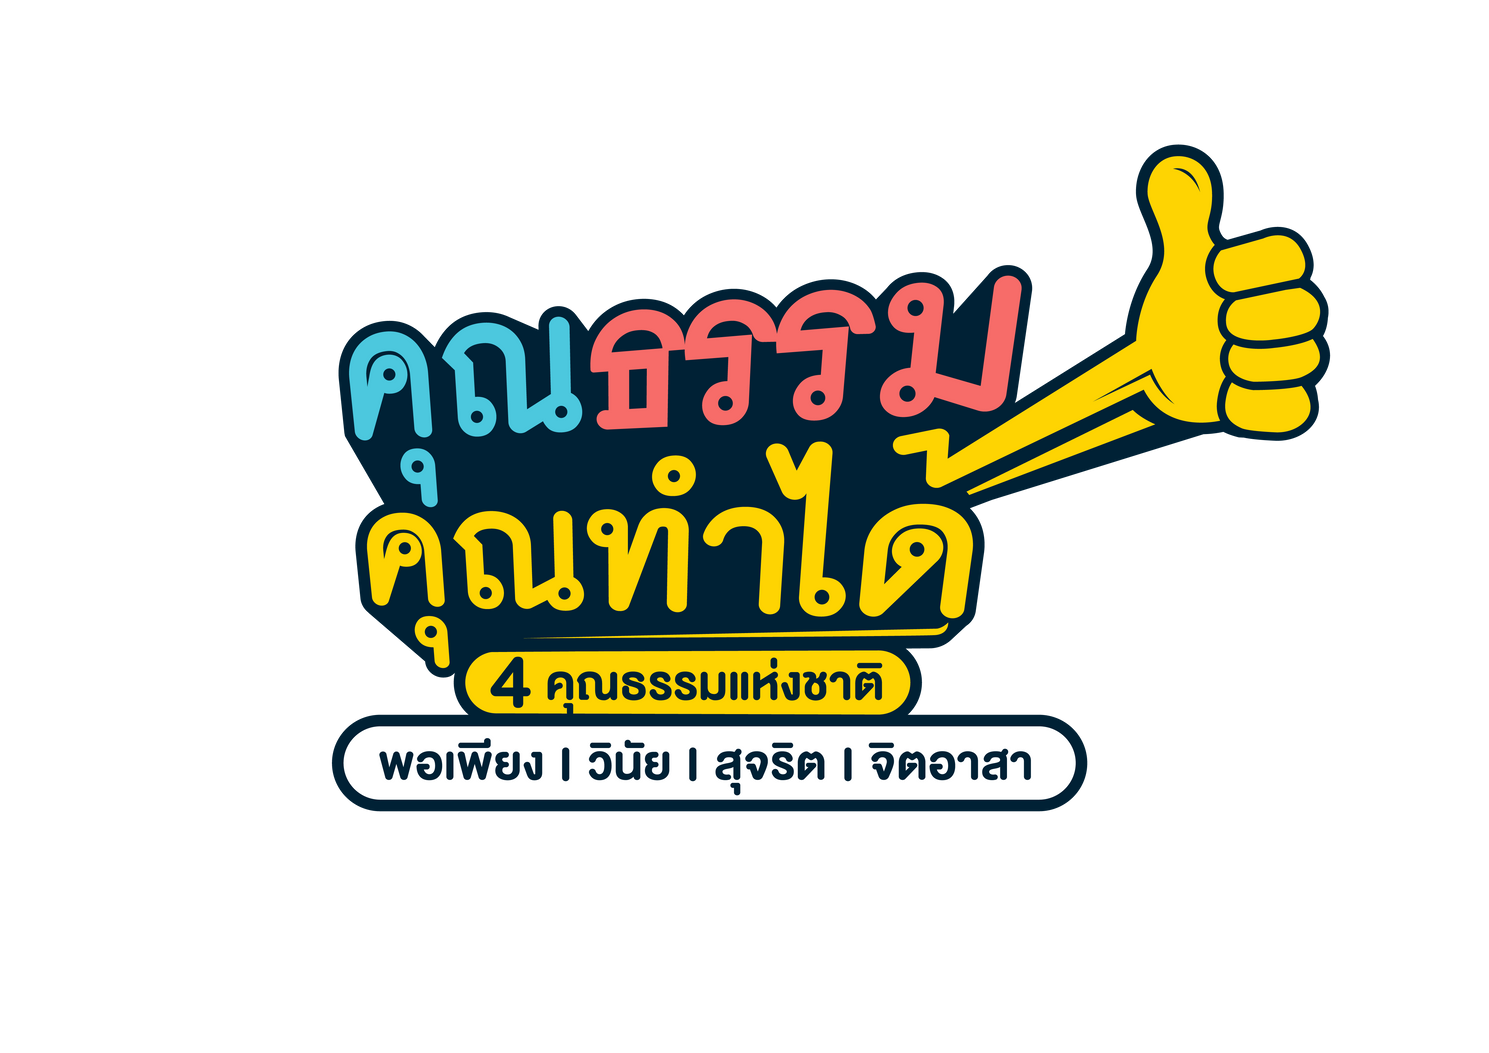 คุณธรรม
คุณทำได้
4 คุณธรรมแห่งชาติ
พอเพียง | วินัย | สุจริต | จิตอาสา